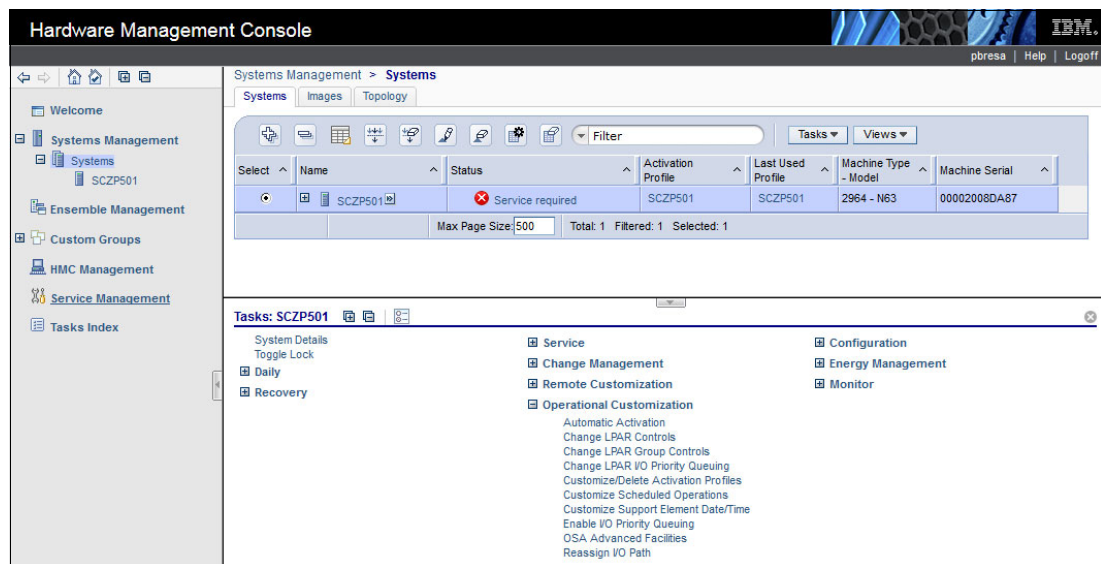 Hardware Management Console
IBM.
pbresa | Help | Logoff
Welcome
Systems Management
Systems
SCZP501
Ensemble Management
Custom Groups
HMC Management
Service Management
Tasks Index
Systems Management > Systems
Systems Images Topology
Filter Tasks Views
Select Name Status Activation Profile Last Used Profile Machine Type - Model Machine Serial
SCZP501 Service required SCZP501 SCZP501 2964 - N63 00002008DA87
Max Page Size: 500 Total: 1 Filtered: 1 Selected: 1
Tasks: SCZP501
System Details
Toggle Lock
Daily
Recovery
Service
Change Management
Remote Customization
Operational Customization
Automatic Activation
Change LPAR Controls
Change LPAR Group Controls
Change LPAR I/O Priority Queuing
Customize/Delete Activation Profiles
Customize Scheduled Operations
Customize Support Element Date/Time
Enable I/O Priority Queuing
OSA Advanced Facilities
Reassign I/O Path
Configuration
Energy Management
Monitor